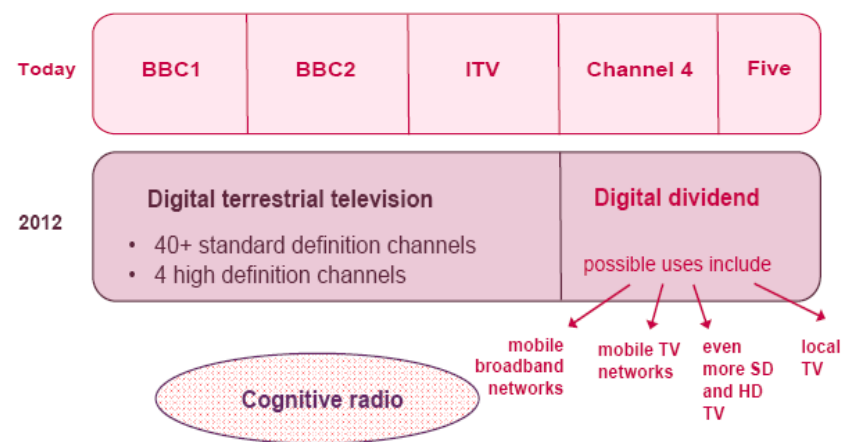 Today
BBC1
BBC2
ITV
Channel 4
Five
2012
Digital terrestrial television
• 40+ standard definition channels
• 4 high definition channels
Digital dividend
possible uses include
mobile
broadband
networks
mobile TV
networks
even
more SD
and HD
TV
local
TV
Cognitive radio